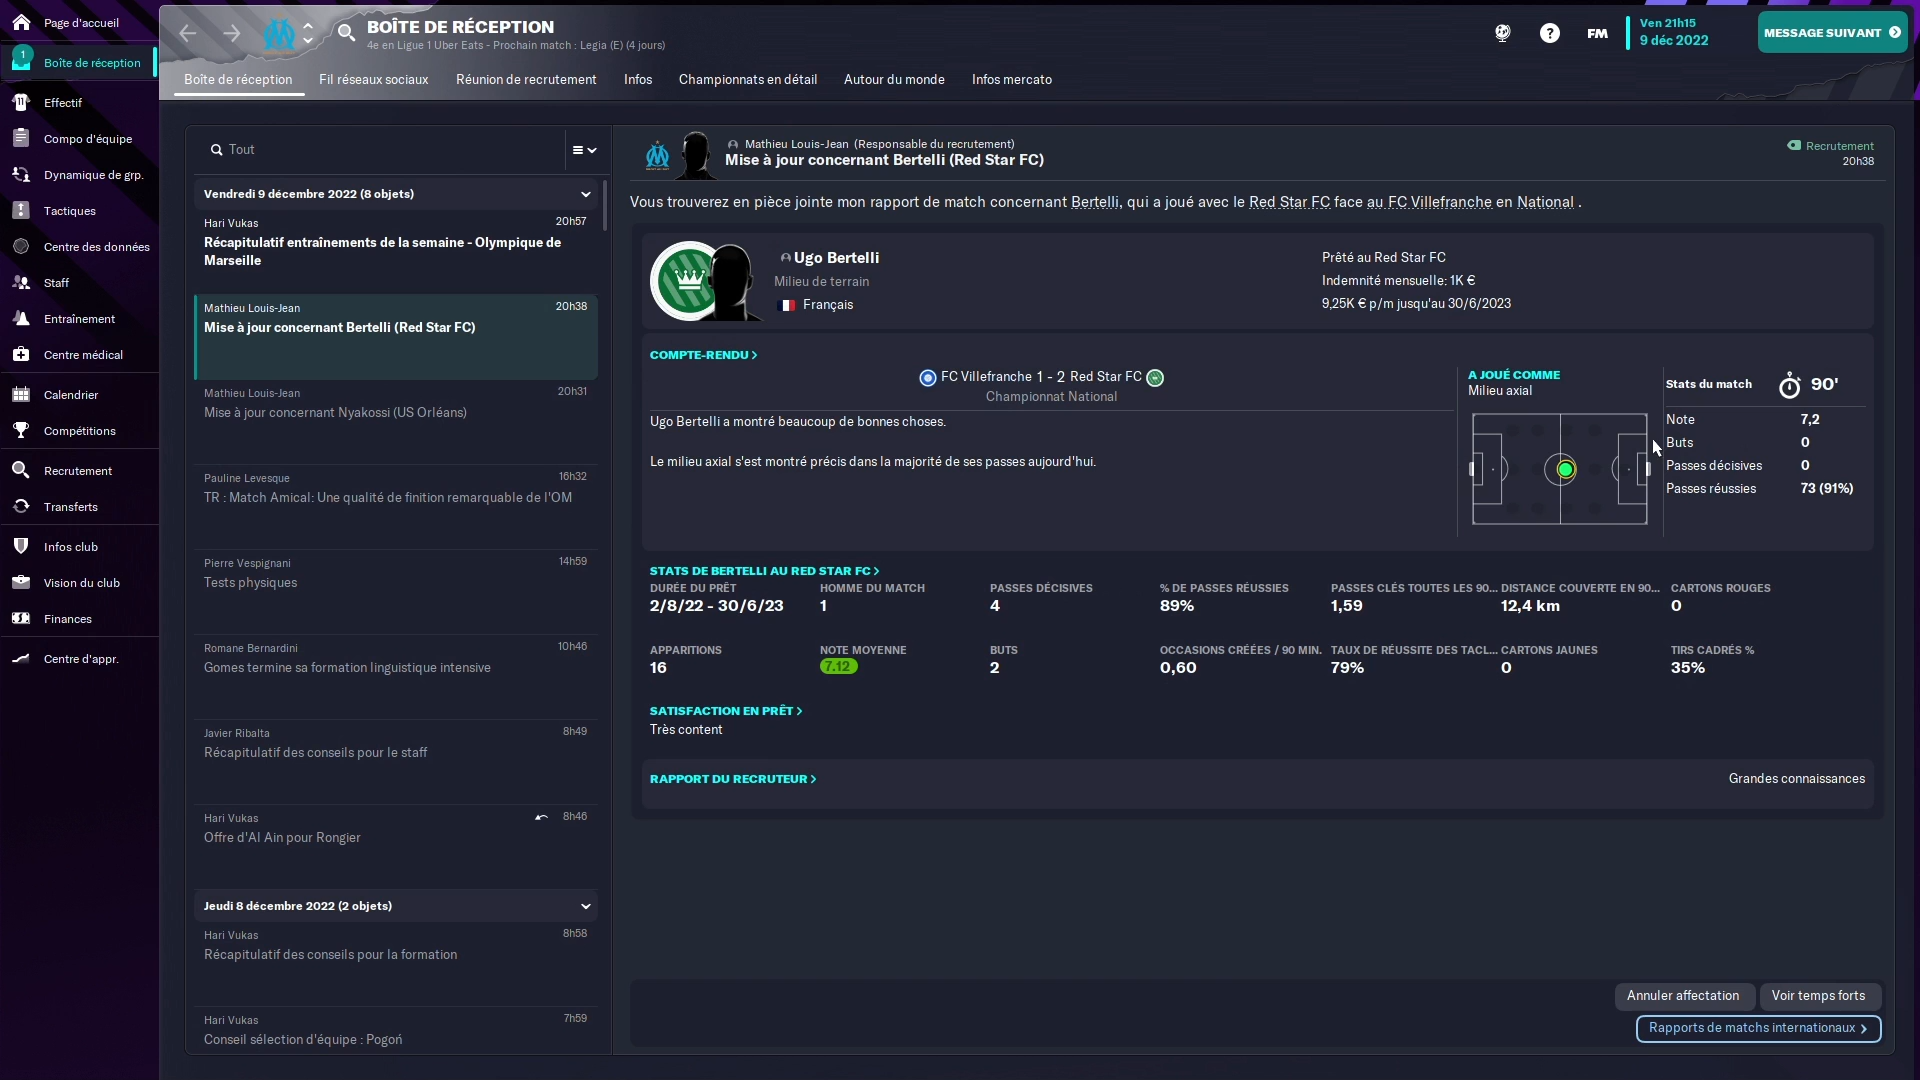 Page d'accueil
1
Boîte de réception
11
Effectif
Compo d'équipe
Dynamique de grp.
Tactiques
Centre des données
Staff
Entraînement
Centre médical
Calendrier
Compétitions
Recrutement
Transferts
Infos club
Vision du club
Finances
Centre d'appr.
BOÎTE DE RÉCEPTION
4e en Ligue 1 Uber Eats - Prochain match : Legia (E) (4 jours)
?
FM
Ven 21h15
9 déc 2022
MESSAGE SUIVANT
Boîte de réception
Fil réseaux sociaux
Réunion de recrutement
Infos
Championnats en détail
Autour du monde
Infos mercato
Tout
Vendredi 9 décembre 2022 (8 objets)
Hari Vukas 20h57
Récapitulatif entraînements de la semaine - Olympique de
Marseille
Mathieu Louis-Jean 20h38
Mise à jour concernant Bertelli (Red Star FC)
Mathieu Louis-Jean 20h31
Mise à jour concernant Nyakossi (US Orléans)
Pauline Levesque 16h32
TR : Match Amical: Une qualité de finition remarquable de l'OM
Pierre Vespignani 14h59
Tests physiques
Romane Bernardini 10h46
Gomes termine sa formation linguistique intensive
Javier Ribalta 8h49
Récapitulatif des conseils pour le staff
Hari Vukas 8h46
Offre d'Al Ain pour Rongier
Jeudi 8 décembre 2022 (2 objets)
Hari Vukas 8h58
Récapitulatif des conseils pour la formation
Hari Vukas 7h59
Conseil sélection d'équipe : Pogoń
Mathieu Louis-Jean (Responsable du recrutement)
Mise à jour concernant Bertelli (Red Star FC)
Recrutement
20h38
Vous trouverez en pièce jointe mon rapport de match concernant Bertelli, qui a joué avec le Red Star FC face au FC Villefranche en National .
Ugo Bertelli
Milieu de terrain
Français
Prêté au Red Star FC
Indemnité mensuelle: 1K €
9,25K € p/m jusqu'au 30/6/2023
COMPTE-RENDU
FC Villefranche 1 - 2 Red Star FC
Championnat National
Ugo Bertelli a montré beaucoup de bonnes choses.
Le milieu axial s'est montré précis dans la majorité de ses passes aujourd'hui.
A JOUÉ COMME
Milieu axial
Stats du match 90'
Note 7,2
Buts 0
Passes décisives 0
Passes réussies 73 (91%)
STATS DE BERTELLI AU RED STAR FC
DURÉE DU PRÊT HOMME DU MATCH PASSES DÉCISIVES % DE PASSES RÉUSSIES PASSES CLÉS TOUTES LES 90... DISTANCE COUVERTE EN 90... CARTONS ROUGES
2/8/22 - 30/6/23 1 4 89% 1,59 12,4 km 0
APPARITIONS NOTE MOYENNE BUTS OCCASIONS CRÉÉES / 90 MIN. TAUX DE RÉUSSITE DES TACL... CARTONS JAUNES TIRS CADRÉS %
16 7.12 2 0,60 79% 0 35%
SATISFACTION EN PRÊT
Très content
RAPPORT DU RECRUTEUR
Grandes connaissances
Annuler affectation
Voir temps forts
Rapports de matchs internationaux